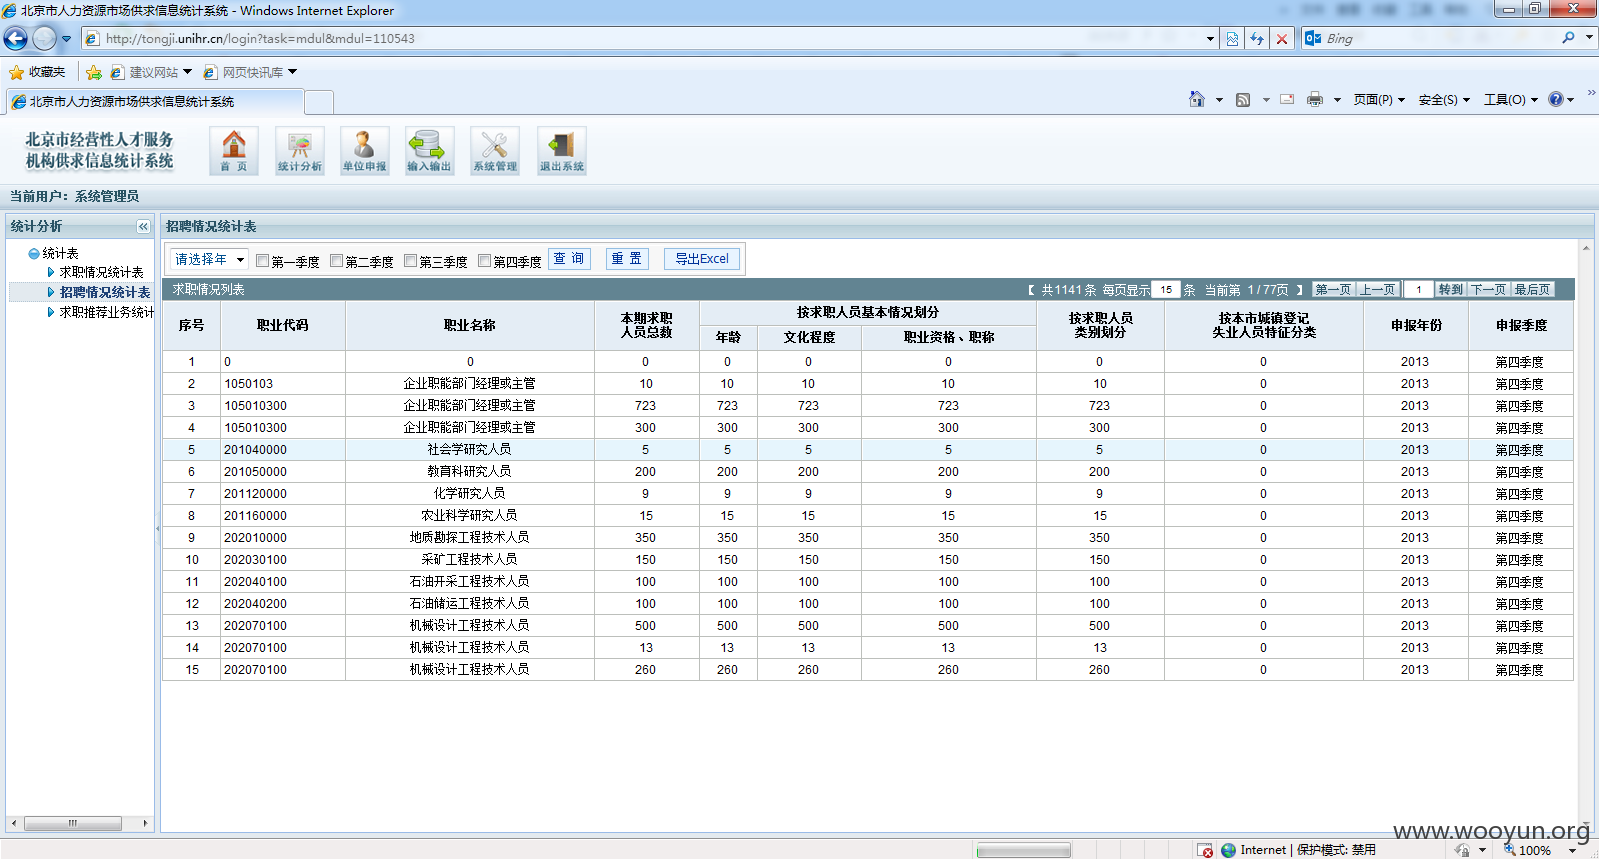 北京市人力资源市场供求信息统计系统 - Windows Internet Explorer
http://tongji.unihr.cn/login?task=mdul&mdul=110543
Bing
收藏夹 建议网站 网页快讯库
北京市人力资源市场供求信息统计系统
页面(P) 安全(S) 工具(O)
北京市经营性人才服务
机构供求信息统计系统
首 页 统计分析 单位申报 输入输出 系统管理 退出系统
当前用户：系统管理员
统计分析
统计表
求职情况统计表
招聘情况统计表
求职推荐业务统计
招聘情况统计表
请选择年 第一季度 第二季度 第三季度 第四季度 查 询 重 置 导出Excel
求职情况列表 【 共1141条 每页显示 15 条 当前第 1/77页 】 第一页 上一页 1 转到 下一页 最后页
序号 职业代码 职业名称 本期求职人员总数 按求职人员基本情况划分 按求职人员类别划分 按本市城镇登记失业人员特征分类 申报年份 申报季度
年龄 文化程度 职业资格、职称
1 0 0 0 0 0 0 0 0 2013 第四季度
2 1050103 企业职能部门经理或主管 10 10 10 10 10 0 2013 第四季度
3 105010300 企业职能部门经理或主管 723 723 723 723 723 0 2013 第四季度
4 105010300 企业职能部门经理或主管 300 300 300 300 300 0 2013 第四季度
5 201040000 社会学研究人员 5 5 5 5 5 0 2013 第四季度
6 201050000 教育科研究人员 200 200 200 200 200 0 2013 第四季度
7 201120000 化学研究人员 9 9 9 9 9 0 2013 第四季度
8 201160000 农业科学研究人员 15 15 15 15 15 0 2013 第四季度
9 202010000 地质勘探工程技术人员 350 350 350 350 350 0 2013 第四季度
10 202030100 采矿工程技术人员 150 150 150 150 150 0 2013 第四季度
11 202040100 石油开采工程技术人员 100 100 100 100 100 0 2013 第四季度
12 202040200 石油储运工程技术人员 100 100 100 100 100 0 2013 第四季度
13 202070100 机械设计工程技术人员 500 500 500 500 500 0 2013 第四季度
14 202070100 机械设计工程技术人员 13 13 13 13 13 0 2013 第四季度
15 202070100 机械设计工程技术人员 260 260 260 260 260 0 2013 第四季度
www.wooyun.org
Internet | 保护模式: 禁用 100%